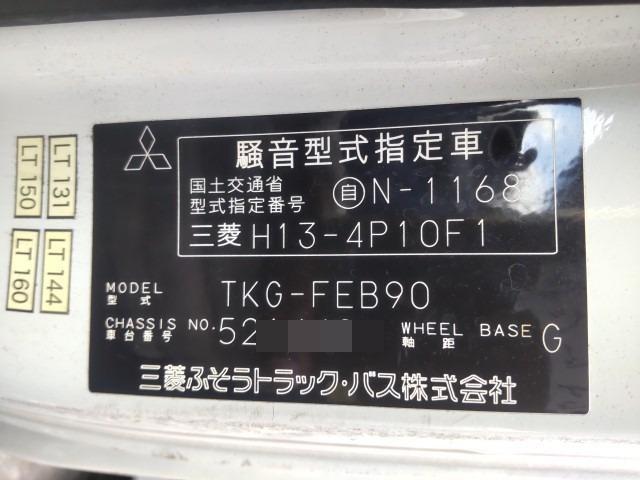 騒音型式指定車
国土交通省
型式指定番号
自N-1168
三菱 H13-4P10F1
MODEL
型式
TKG-FEB90
CHASSIS NO.
車台番号
52
WHEEL BASE
軸距
G
三菱ふそうトラック・バス株式会社
LT 131
LT 150
LT 144
LT 160